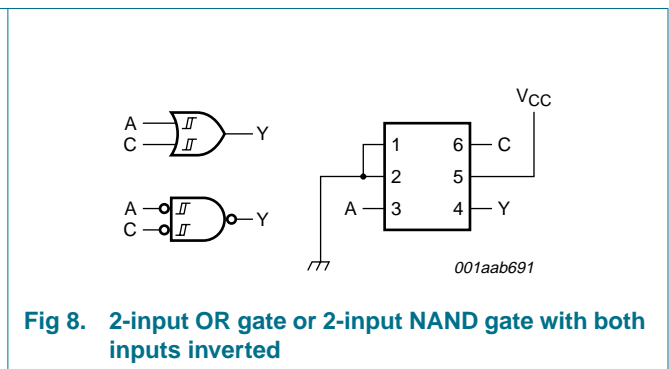 A
C
Y
A
C
Y
VCC
1 6 C
2 5
A 3 4 Y
001aab691
Fig 8. 2-input OR gate or 2-input NAND gate with both
inputs inverted